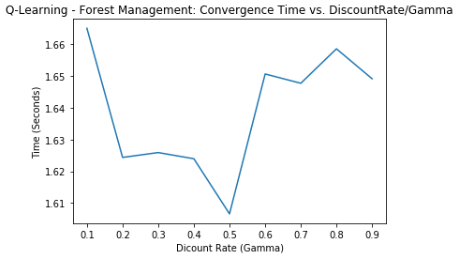 Q-Learning - Forest Management: Convergence Time vs. DiscountRate/Gamma
1.66
1.65
1.64
1.63
1.62
1.61
Time (Seconds)
0.1 0.2 0.3 0.4 0.5 0.6 0.7 0.8 0.9
Dicount Rate (Gamma)